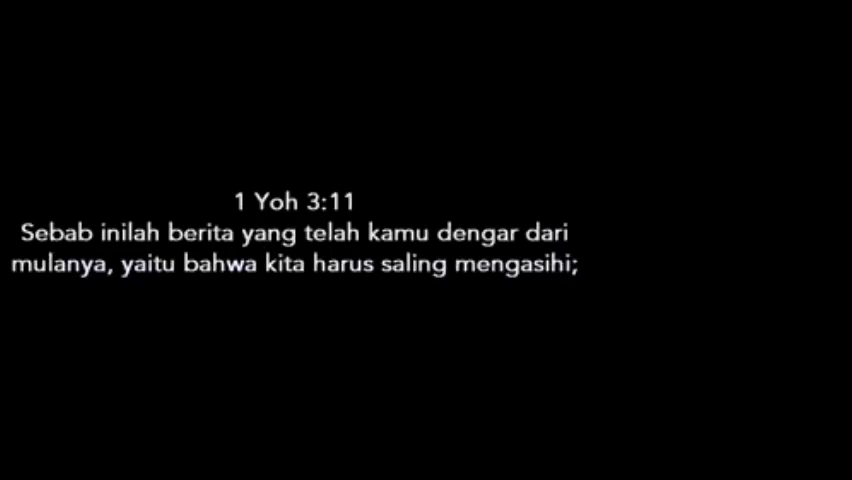 1 Yoh 3:11
Sebab inilah berita yang telah kamu dengar dari
mulanya, yaitu bahwa kita harus saling mengasihi;